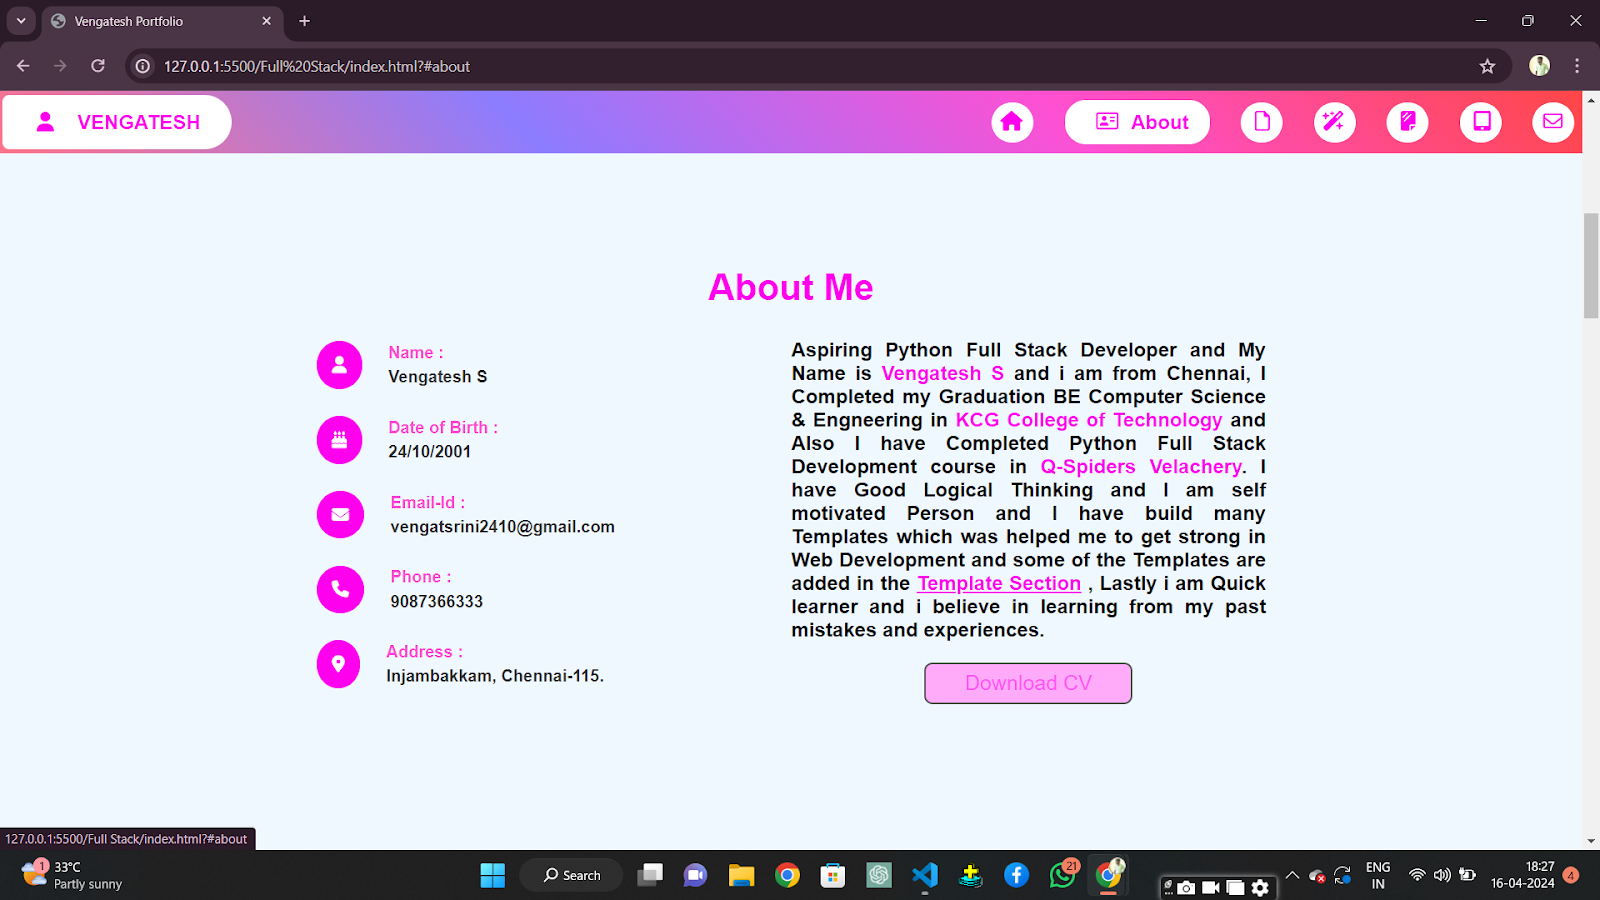 Vengatesh Portfolio
127.0.0.1:5500/Full%20Stack/index.html?#about
VENGATESH
About
About Me
Name :
Vengatesh S
Date of Birth :
24/10/2001
Email-Id :
vengatsrini2410@gmail.com
Phone :
9087366333
Address :
Injambakkam, Chennai-115.
Aspiring Python Full Stack Developer and My
Name is Vengatesh S and i am from Chennai, I
Completed my Graduation BE Computer Science
& Engneering in KCG College of Technology and
Also I have Completed Python Full Stack
Development course in Q-Spiders Velachery. I
have Good Logical Thinking and I am self
motivated Person and I have build many
Templates which was helped me to get strong in
Web Development and some of the Templates are
added in the Template Section , Lastly i am Quick
learner and i believe in learning from my past
mistakes and experiences.
Download CV
127.0.0.1:5500/Full Stack/index.html?#about
1
33°C
Partly sunny
Search
21
ENG
IN
18:27
16-04-2024
4